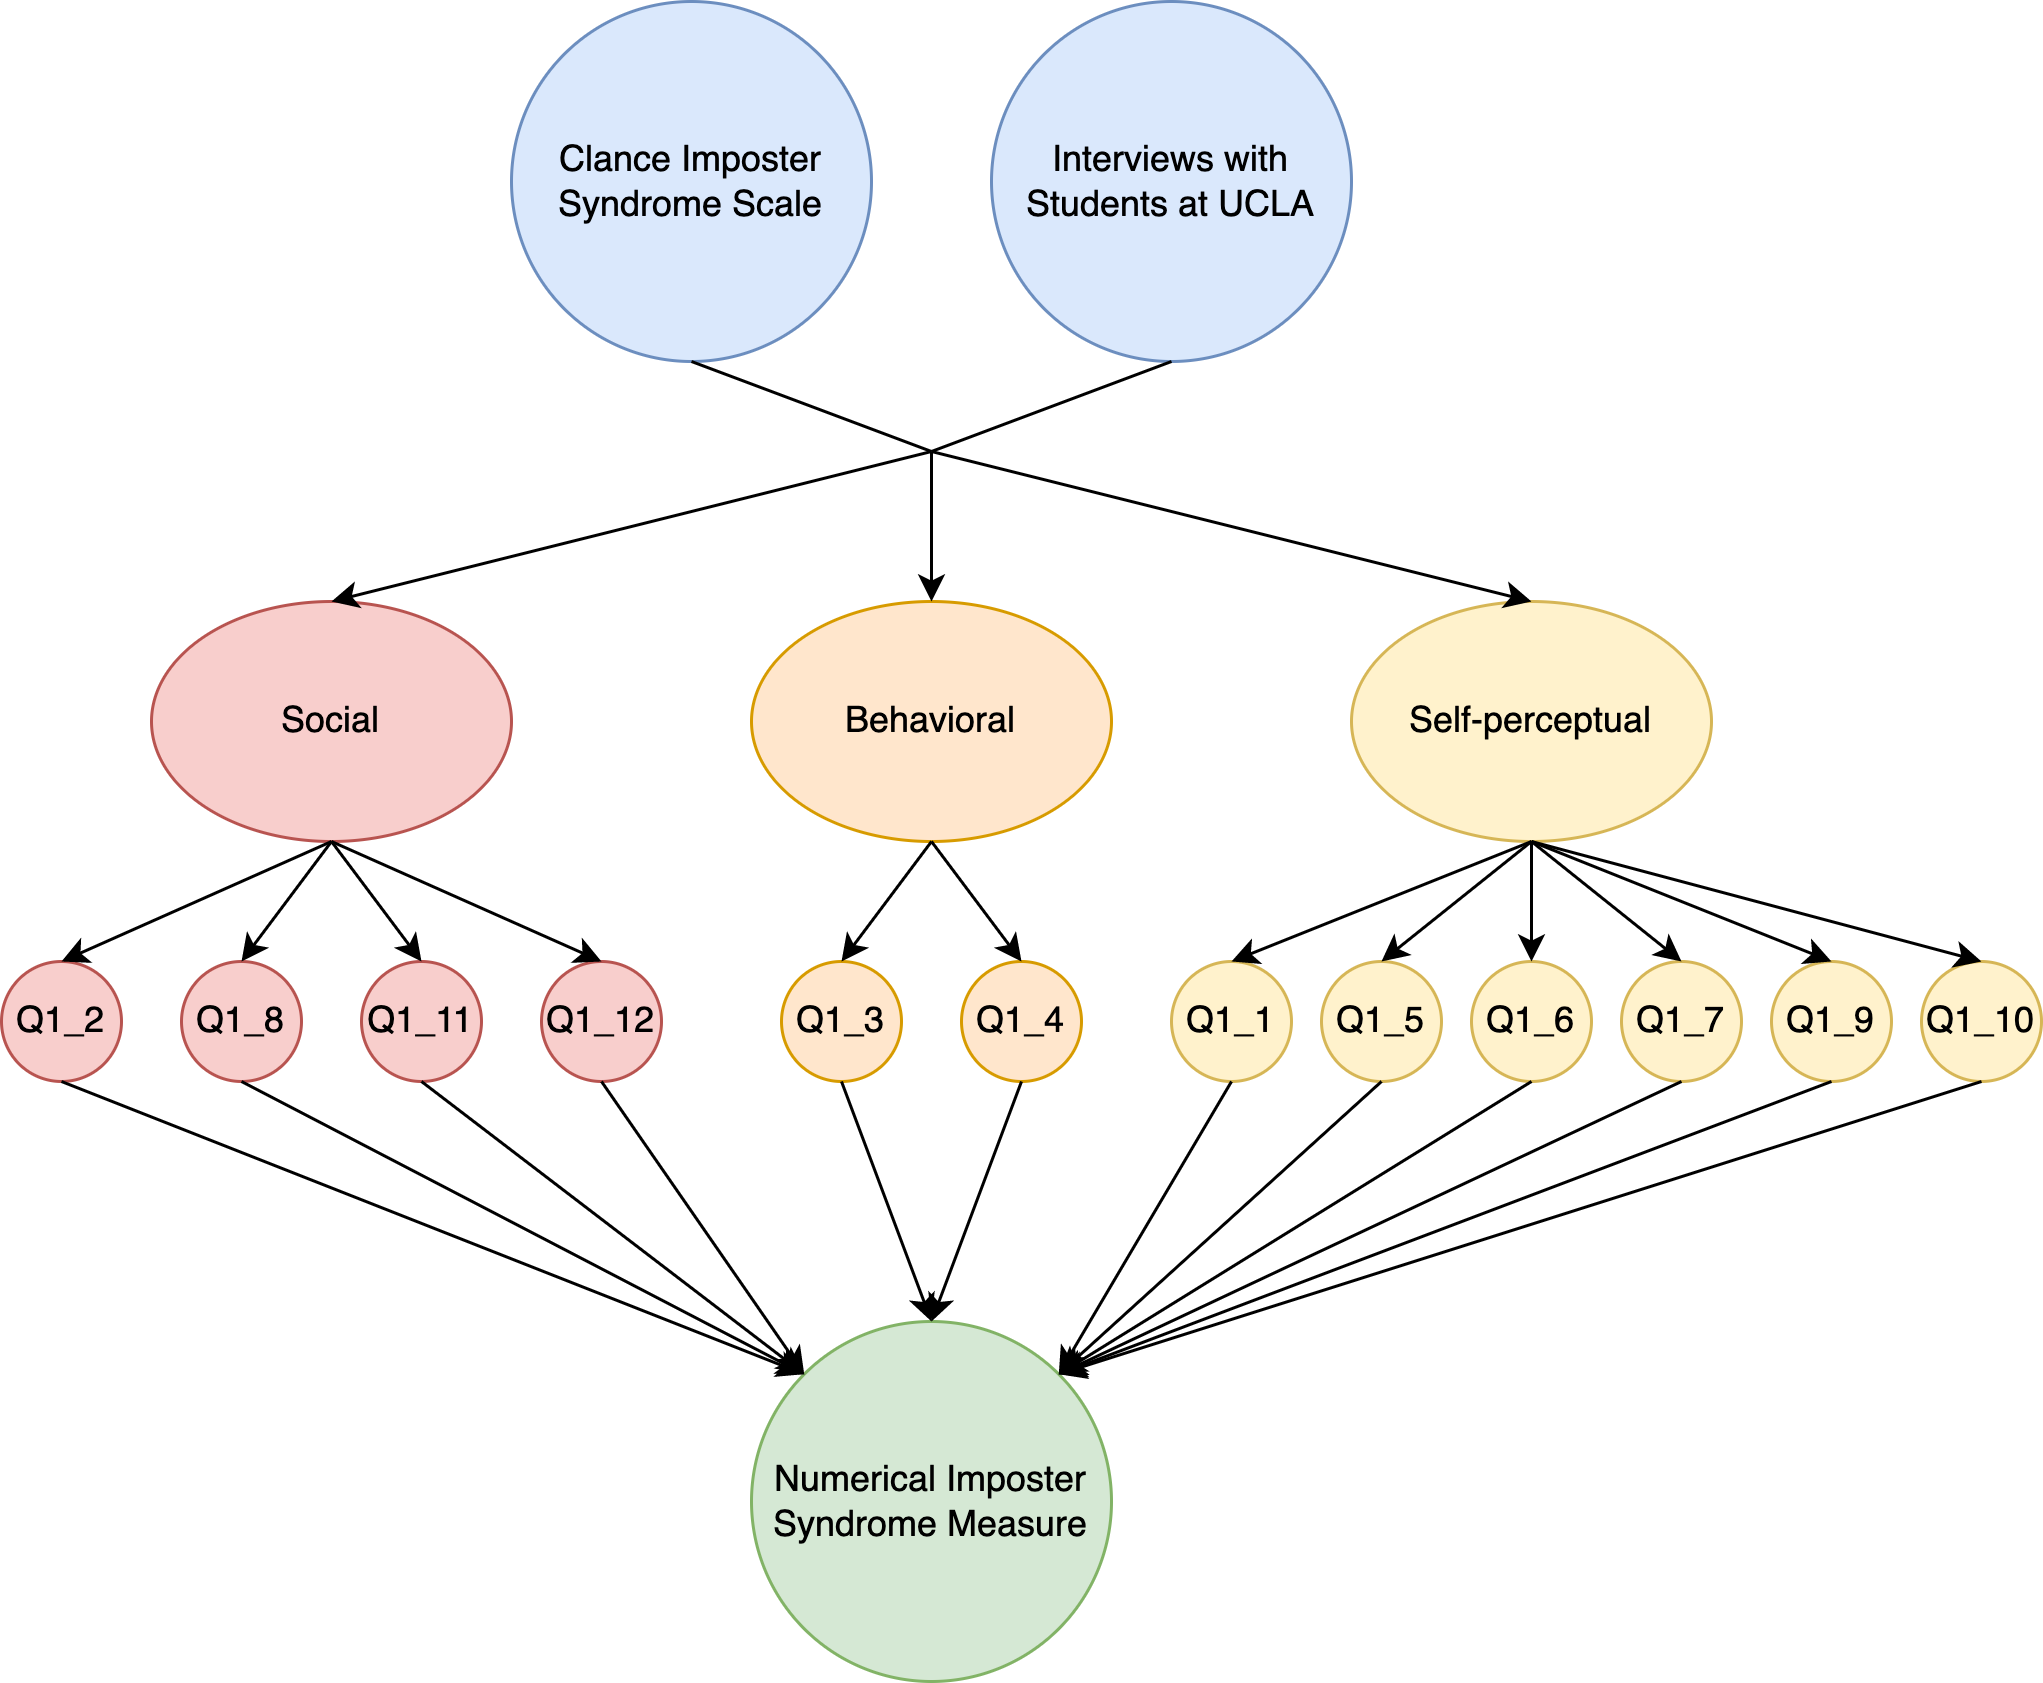 Clance Imposter
Syndrome Scale
Interviews with
Students at UCLA
Social
Behavioral
Self-perceptual
Q1_2
Q1_8
Q1_11
Q1_12
Q1_3
Q1_4
Q1_1
Q1_5
Q1_6
Q1_7
Q1_9
Q1_10
Numerical Imposter
Syndrome Measure